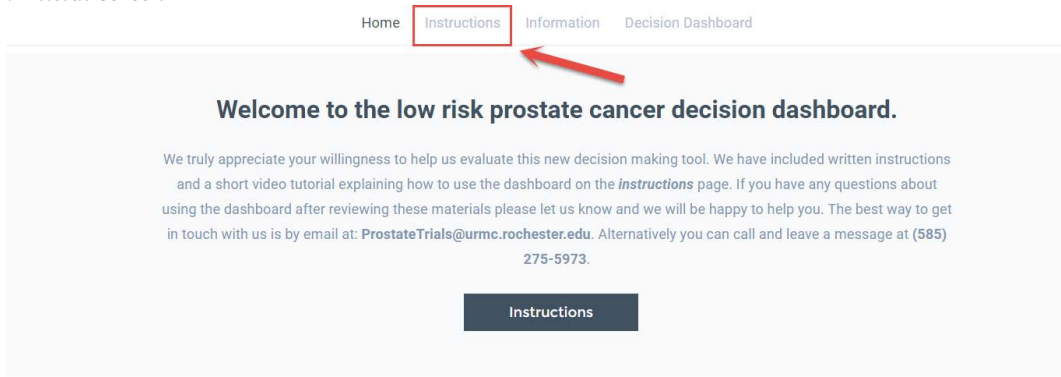 Home Instructions Information Decision Dashboard
Welcome to the low risk prostate cancer decision dashboard.
We truly appreciate your willingness to help us evaluate this new decision making tool. We have included written instructions
and a short video tutorial explaining how to use the dashboard on the instructions page. If you have any questions about
using the dashboard after reviewing these materials please let us know and we will be happy to help you. The best way to get
in touch with us is by email at: ProstateTrials@urmc.rochester.edu. Alternatively you can call and leave a message at (585)
275-5973.
Instructions